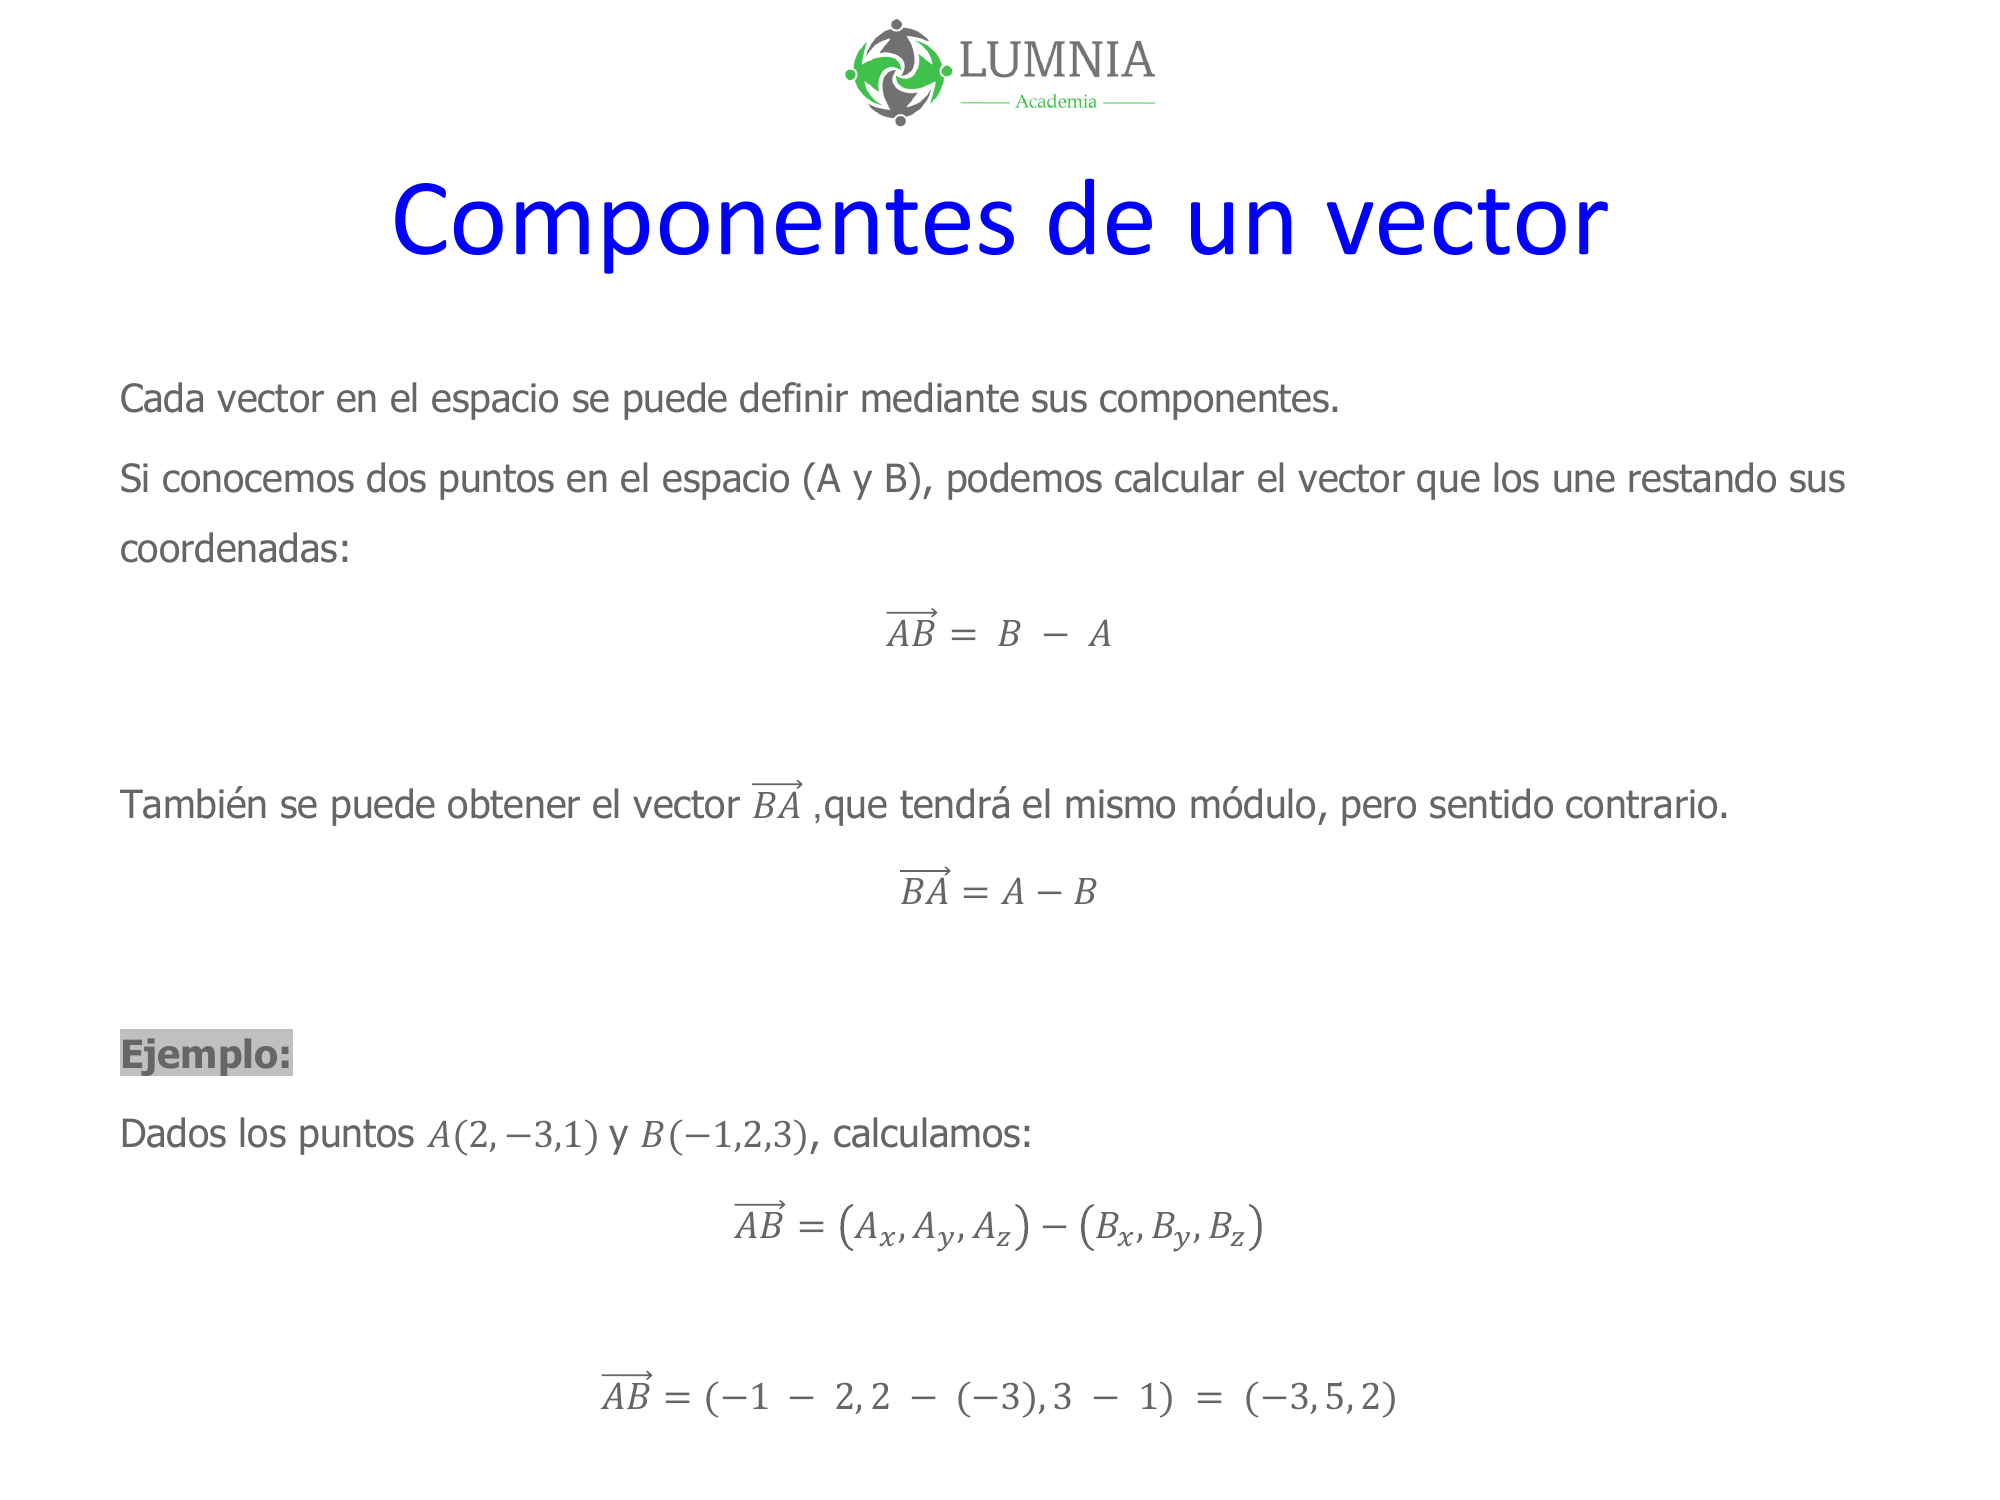 LUMNIA
Academia
Componentes de un vector
Cada vector en el espacio se puede definir mediante sus componentes.
Si conocemos dos puntos en el espacio (A y B), podemos calcular el vector que los une restando sus
coordenadas:
$\overrightarrow{AB} = B - A$
También se puede obtener el vector $\overrightarrow{BA}$ ,que tendrá el mismo módulo, pero sentido contrario.
$\overrightarrow{BA} = A - B$
Ejemplo:
Dados los puntos $A(2, -3,1)$ y $B(-1,2,3)$, calculamos:
$\overrightarrow{AB} = (A_x, A_y, A_z) - (B_x, B_y, B_z)$
$\overrightarrow{AB} = (-1 - 2, 2 - (-3), 3 - 1) = (-3, 5, 2)$